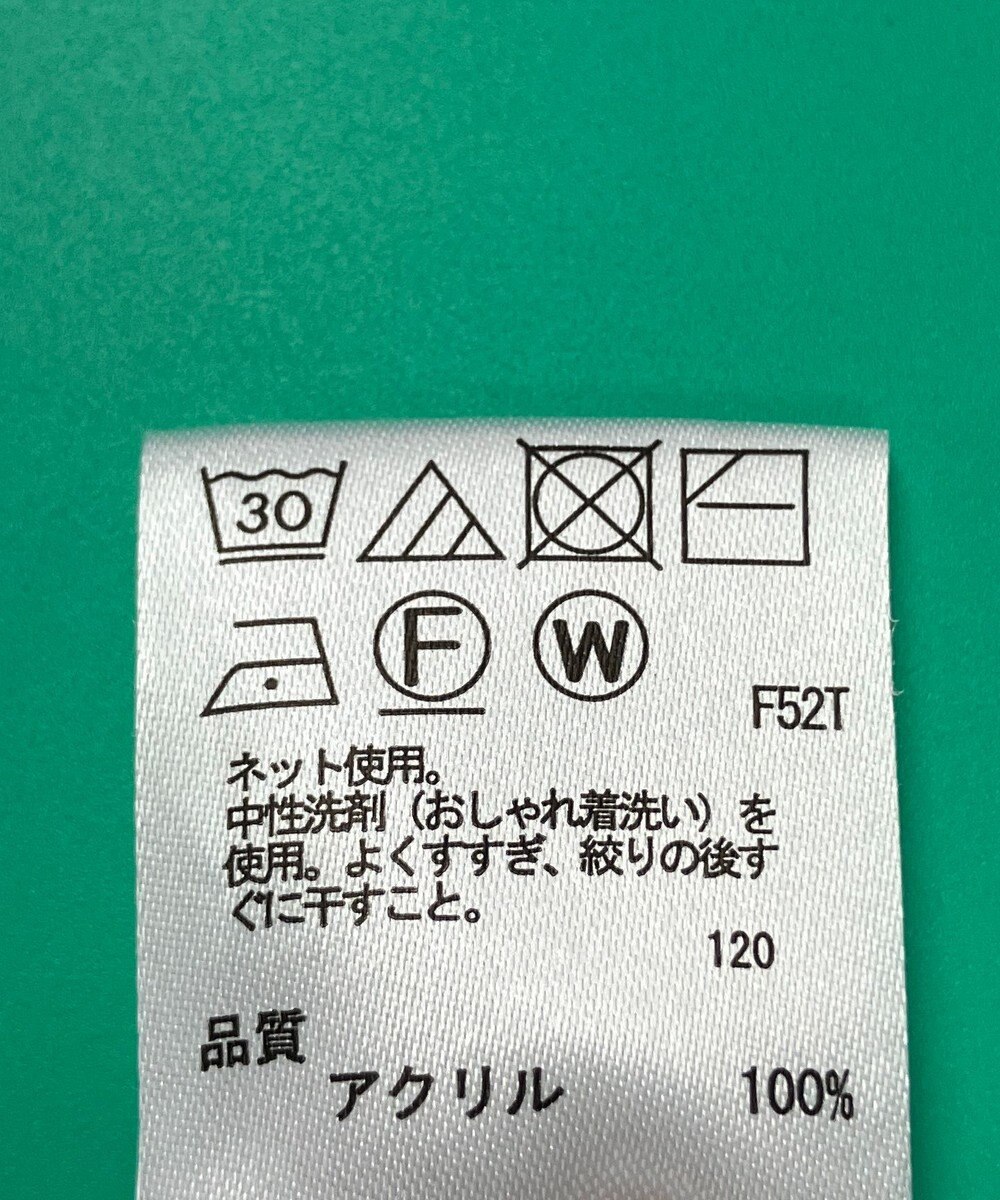 30
F W
F52T
ネット使用。
中性洗剤（おしゃれ着洗い）を
使用。よくすすぎ、絞りの後す
ぐに干すこと。
120
品質
アクリル 100%